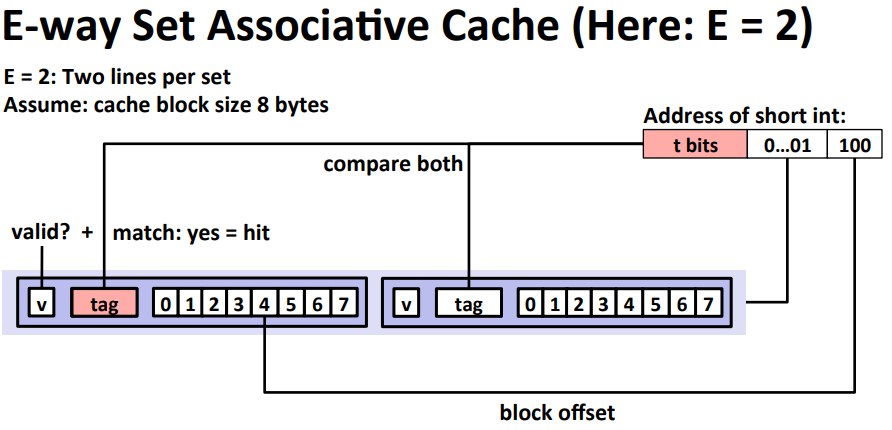 E-way Set Associative Cache (Here: E = 2)
E = 2: Two lines per set
Assume: cache block size 8 bytes
Address of short int:
t bits 0…01 100
compare both
valid? + match: yes = hit
v tag 0 1 2 3 4 5 6 7 v tag 0 1 2 3 4 5 6 7
block offset